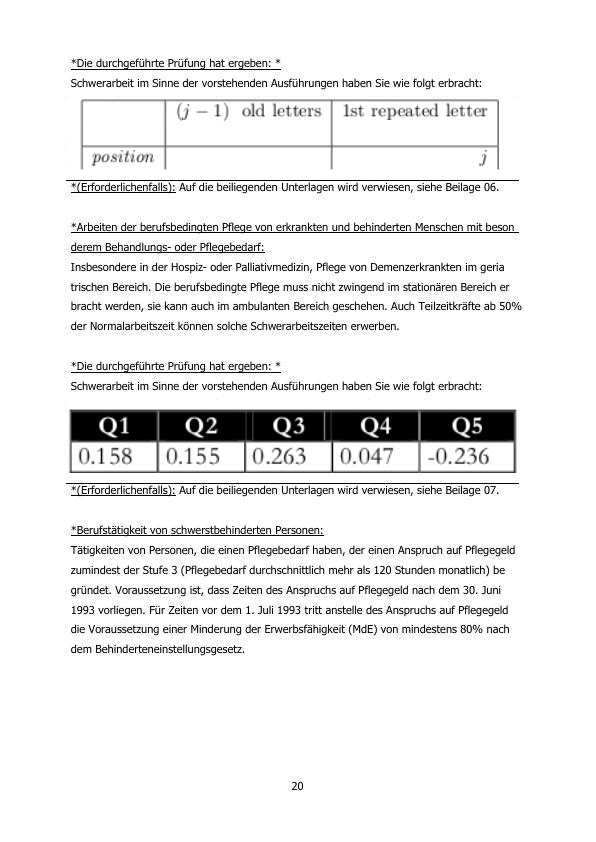 *Die durchgeführte Prüfung hat ergeben: *
Schwerarbeit im Sinne der vorstehenden Ausführungen haben Sie wie folgt erbracht:
(j − 1) old letters 1st repeated letter
position j
*(Erforderlichenfalls): Auf die beiliegenden Unterlagen wird verwiesen, siehe Beilage 06.
*Arbeiten der berufsbedingten Pflege von erkrankten und behinderten Menschen mit beson
derem Behandlungs- oder Pflegebedarf:
Insbesondere in der Hospiz- oder Palliativmedizin, Pflege von Demenzerkrankten im geria
trischen Bereich. Die berufsbedingte Pflege muss nicht zwingend im stationären Bereich er
bracht werden, sie kann auch im ambulanten Bereich geschehen. Auch Teilzeitkräfte ab 50%
der Normalarbeitszeit können solche Schwerarbeitszeiten erwerben.
*Die durchgeführte Prüfung hat ergeben: *
Schwerarbeit im Sinne der vorstehenden Ausführungen haben Sie wie folgt erbracht:
Q1 Q2 Q3 Q4 Q5
0.158 0.155 0.263 0.047 -0.236
*(Erforderlichenfalls): Auf die beiliegenden Unterlagen wird verwiesen, siehe Beilage 07.
*Berufstätigkeit von schwerstbehinderten Personen:
Tätigkeiten von Personen, die einen Pflegebedarf haben, der einen Anspruch auf Pflegegeld
zumindest der Stufe 3 (Pflegebedarf durchschnittlich mehr als 120 Stunden monatlich) be
gründet. Voraussetzung ist, dass Zeiten des Anspruchs auf Pflegegeld nach dem 30. Juni
1993 vorliegen. Für Zeiten vor dem 1. Juli 1993 tritt anstelle des Anspruchs auf Pflegegeld
die Voraussetzung einer Minderung der Erwerbsfähigkeit (MdE) von mindestens 80% nach
dem Behinderteneinstellungsgesetz.
20